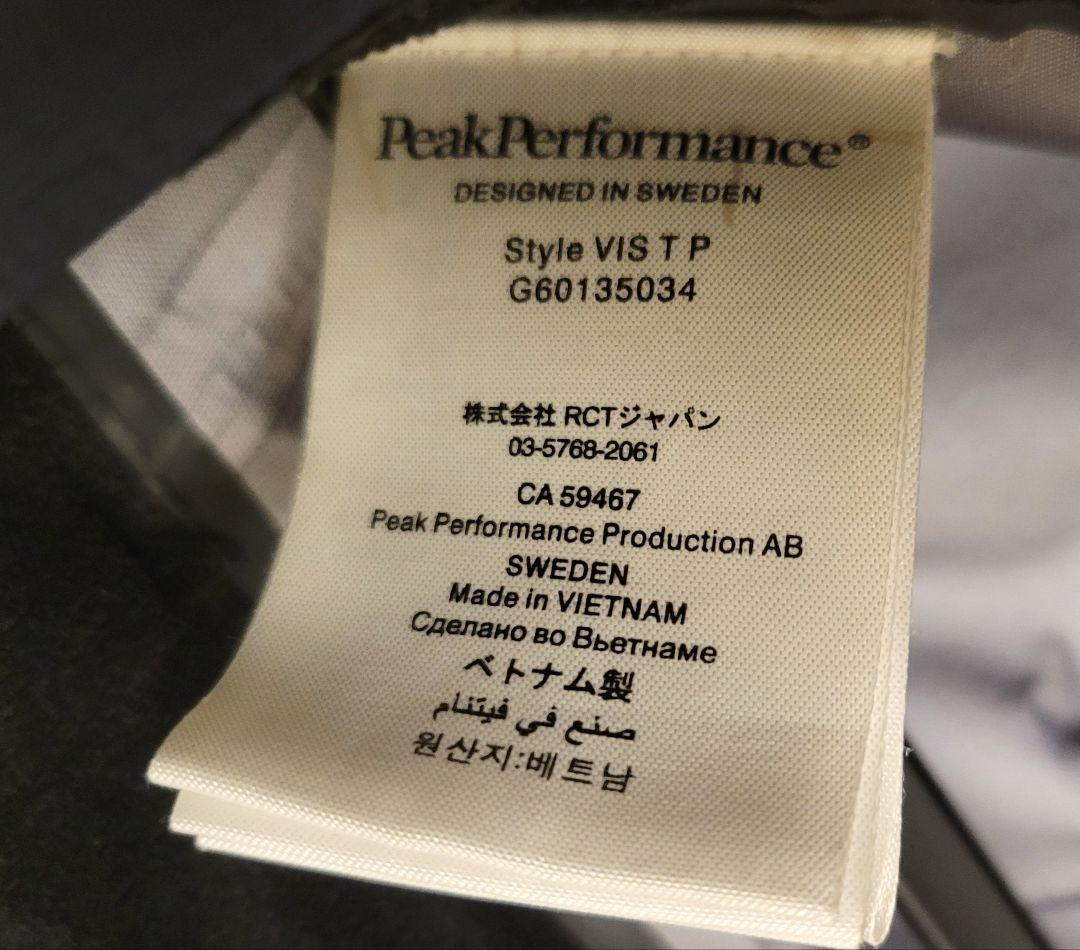 PeakPerformance®
DESIGNED IN SWEDEN
Style VIS T P
G60135034
株式会社 RCTジャパン
03-5768-2061
CA 59467
Peak Performance Production AB
SWEDEN
Made in VIETNAM
Сделано во Вьетнаме
ベトナム製
صنع في فيتنام
원산지:베트남